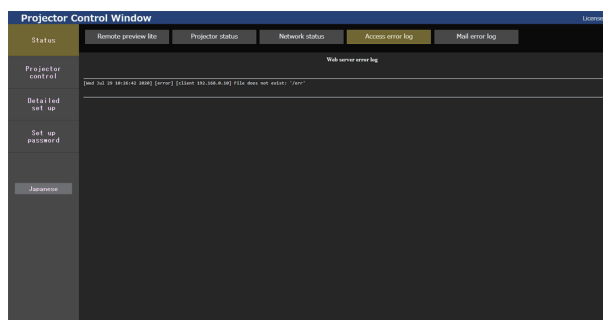 Projector Control Window
License
Status
Remote preview lite
Projector status
Network status
Access error log
Mail error log
Projector
control
Detailed
set up
Set up
password
Japanese
Web server error log
[Wed Jul 29 10:16:42 2020] [error] [client 192.168.0.10] File does not exist: '/err'